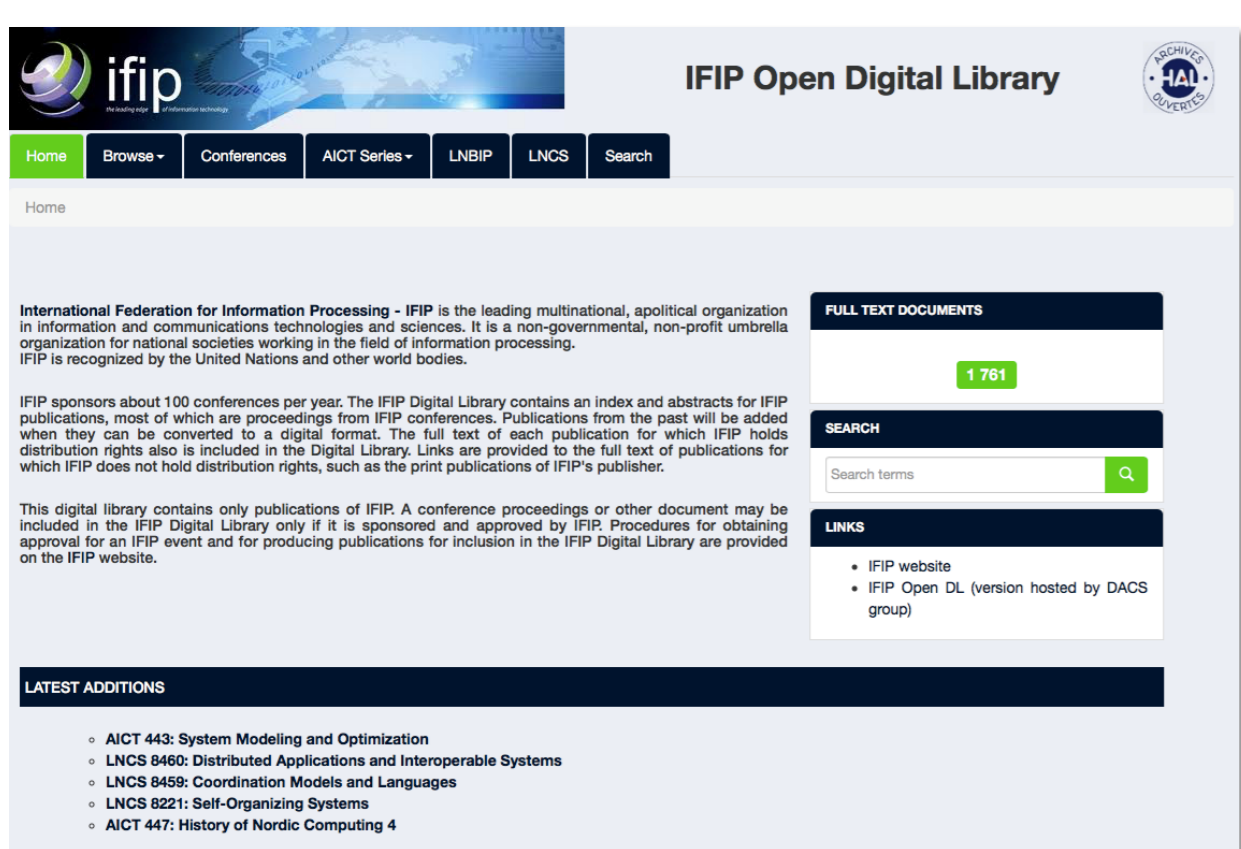 ifip
the leading edge of information technology
IFIP Open Digital Library
ARCHIVES
HAL
OUVERTES
Home Browse Conferences AICT Series LNBIP LNCS Search
Home
International Federation for Information Processing - IFIP is the leading multinational, apolitical organization
in information and communications technologies and sciences. It is a non-governmental, non-profit umbrella
organization for national societies working in the field of information processing.
IFIP is recognized by the United Nations and other world bodies.
IFIP sponsors about 100 conferences per year. The IFIP Digital Library contains an index and abstracts for IFIP
publications, most of which are proceedings from IFIP conferences. Publications from the past will be added
when they can be converted to a digital format. The full text of each publication for which IFIP holds
distribution rights also is included in the Digital Library. Links are provided to the full text of publications for
which IFIP does not hold distribution rights, such as the print publications of IFIP's publisher.
This digital library contains only publications of IFIP. A conference proceedings or other document may be
included in the IFIP Digital Library only if it is sponsored and approved by IFIP. Procedures for obtaining
approval for an IFIP event and for producing publications for inclusion in the IFIP Digital Library are provided
on the IFIP website.
FULL TEXT DOCUMENTS
1 761
SEARCH
Search terms
LINKS
• IFIP website
• IFIP Open DL (version hosted by DACS
group)
LATEST ADDITIONS
◦ AICT 443: System Modeling and Optimization
◦ LNCS 8460: Distributed Applications and Interoperable Systems
◦ LNCS 8459: Coordination Models and Languages
◦ LNCS 8221: Self-Organizing Systems
◦ AICT 447: History of Nordic Computing 4